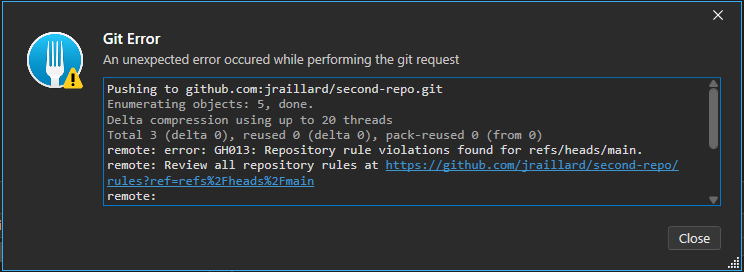 Git Error
An unexpected error occured while performing the git request
Pushing to github.com:jraillard/second-repo.git
Enumerating objects: 5, done.
Delta compression using up to 20 threads
Total 3 (delta 0), reused 0 (delta 0), pack-reused 0 (from 0)
remote: error: GH013: Repository rule violations found for refs/heads/main.
remote: Review all repository rules at https://github.com/jraillard/second-repo/
rules?ref=refs%2Fheads%2Fmain
remote:
Close